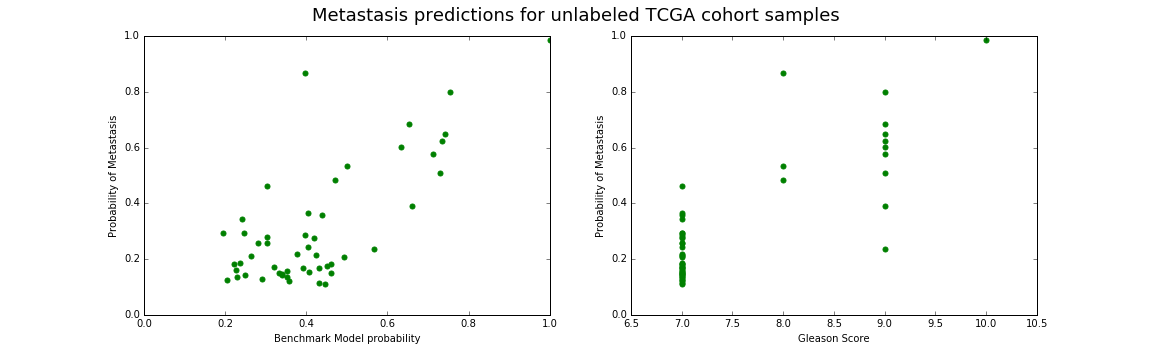 Metastasis predictions for unlabeled TCGA cohort samples
1.0
0.8
0.6
0.4
0.2
0.0
Probability of Metastasis
0.0 0.2 0.4 0.6 0.8 1.0
Benchmark Model probability
1.0
0.8
0.6
0.4
0.2
0.0
Probability of Metastasis
6.5 7.0 7.5 8.0 8.5 9.0 9.5 10.0 10.5
Gleason Score